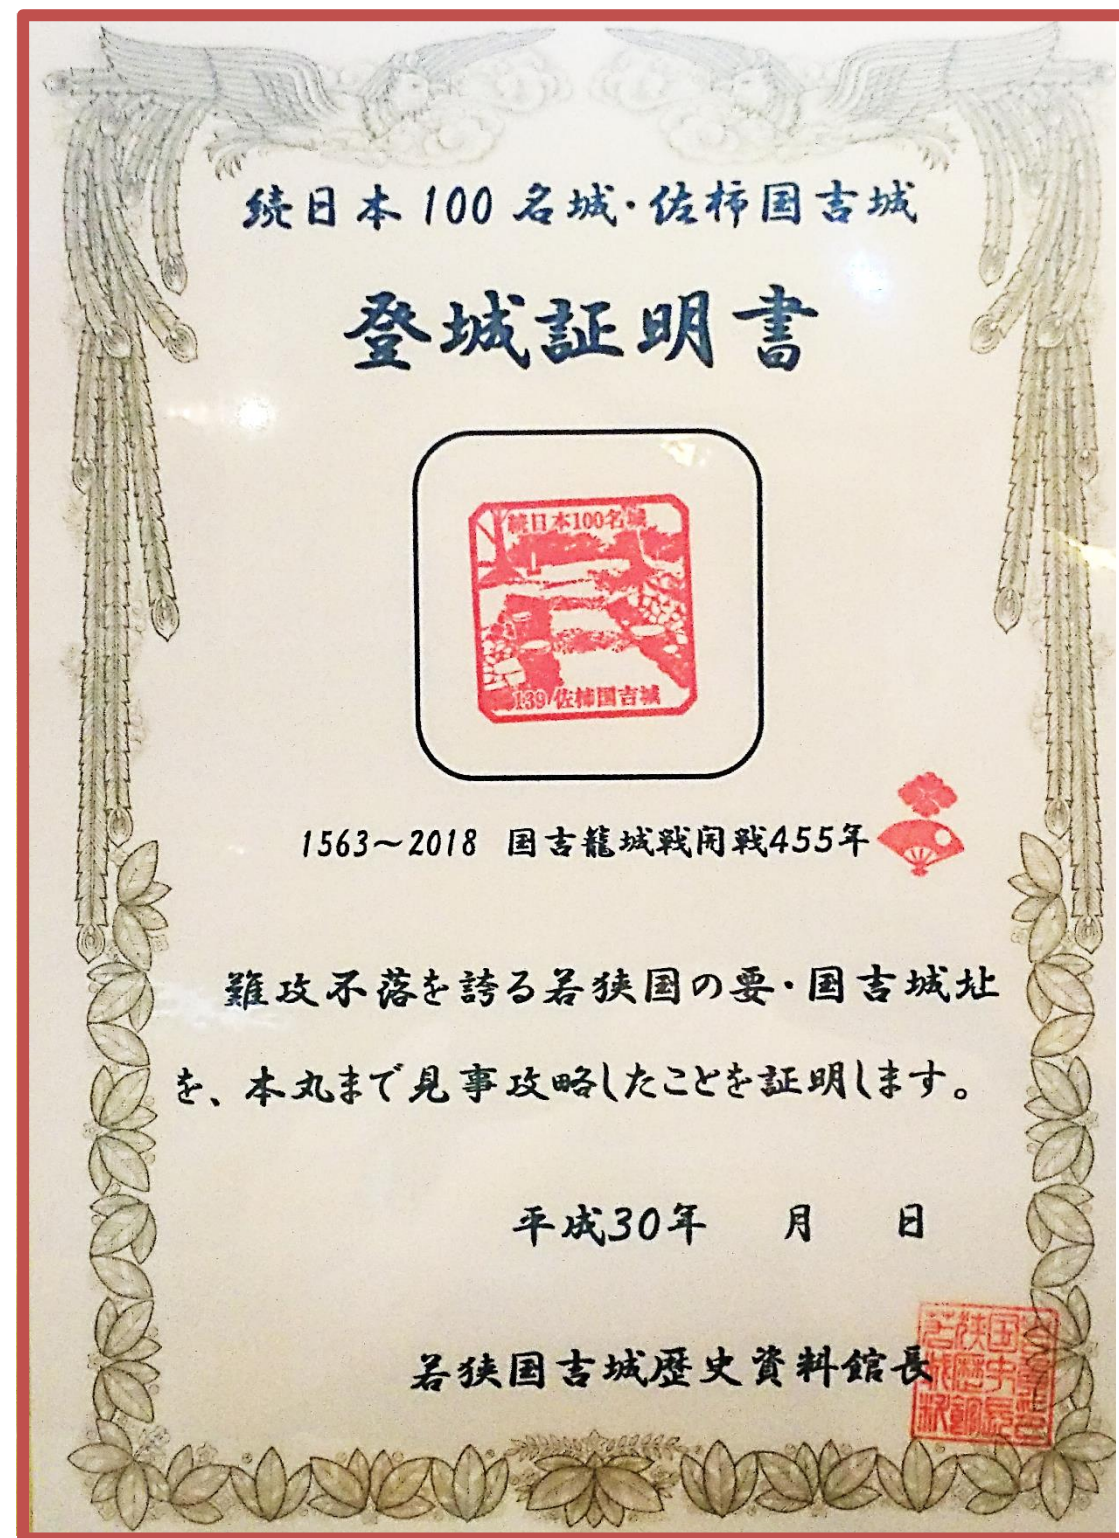 続日本100名城・佐柿国吉城
登城証明書
続日本100名城
139 佐柿国吉城
1563～2018 国吉籠城戦開戦455年
難攻不落を誇る若狭国の要・国吉城址
を、本丸まで見事攻略したことを証明します。
平成30年 月 日
若狭国吉城歴史資料館長